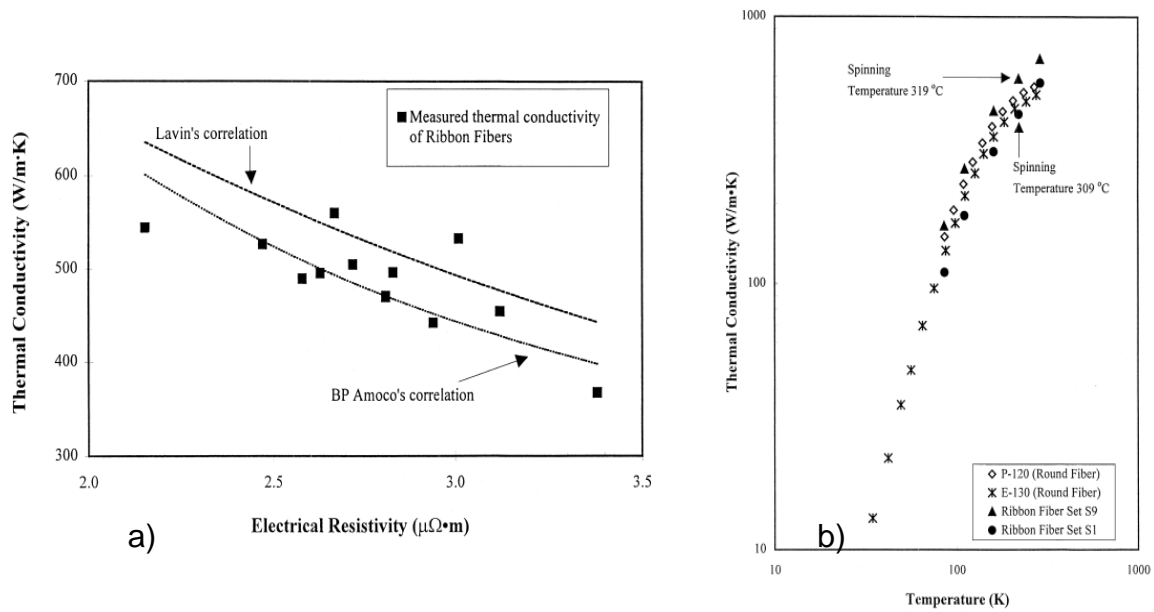 700
600
500
400
300
2.0
2.5
3.0
3.5
Thermal Conductivity (W/m·K)
Electrical Resistivity (μΩ•m)
Measured thermal conductivity
of Ribbon Fibers
Lavin's correlation
BP Amoco's correlation
a)
1000
100
10
10
100
1000
Thermal Conductivity (W/m•K)
Temperature (K)
Spinning
Temperature 319 °C
Spinning
Temperature 309 °C
P-120 (Round Fiber)
E-130 (Round Fiber)
Ribbon Fiber Set S9
Ribbon Fiber Set S1
b)